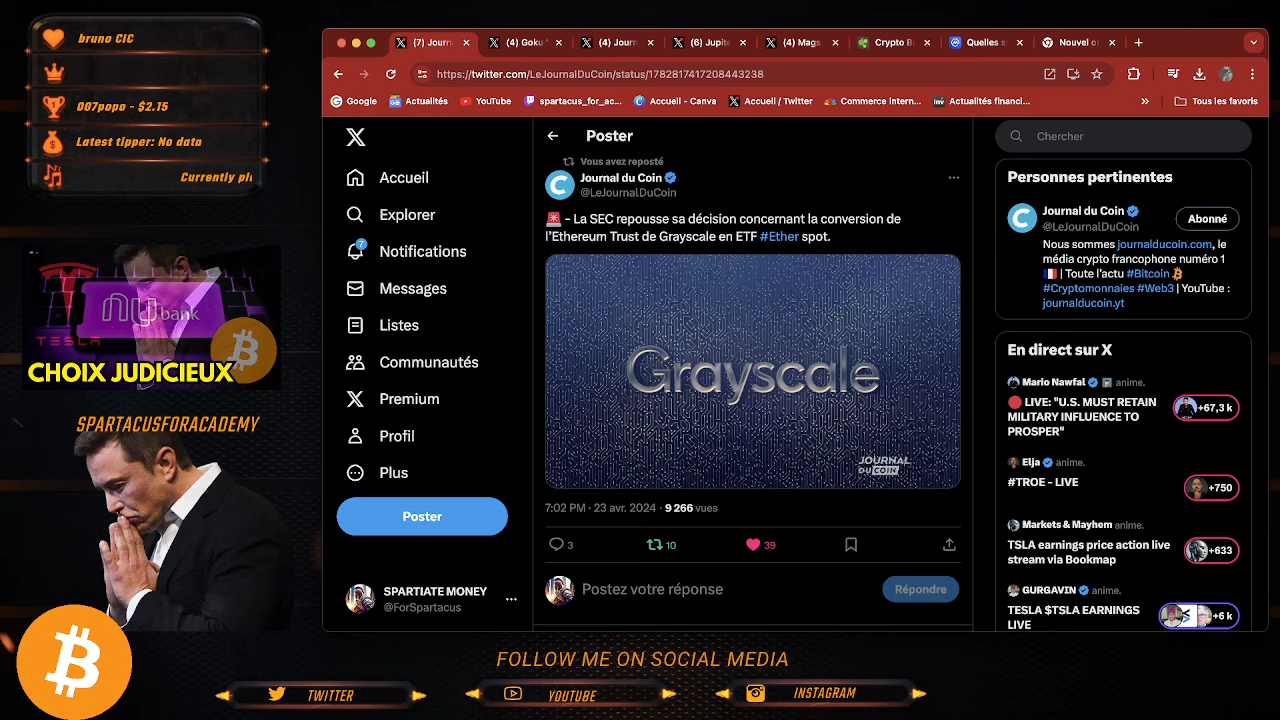 bruno CIC
007popo - $2.15
Latest tipper: No data
Currently pl
TESLA
nu bank
CHOIX JUDICIEUX
SPARTACUSFORACADEMY
(7) Journ
(4) Goku
(4) Journ
(6) Jupite
(4) Mags
Crypto B
Quelles s
Nouvel or
https://twitter.com/LeJournalDuCoin/status/1782817417208443238
Google
Actualités
YouTube
spartacus_for_ac...
Accueil - Canva
Accueil / Twitter
Commerce Intern...
Actualités financi...
Tous les favoris
Accueil
Explorer
7
Notifications
Messages
Listes
Communautés
Premium
Profil
Plus
Poster
SPARTIATE MONEY
@ForSpartacus
Poster
Vous avez reposté
Journal du Coin
@LeJournalDuCoin
🚨 - La SEC repousse sa décision concernant la conversion de
l'Ethereum Trust de Grayscale en ETF #Ether spot.
Grayscale
JOURNAL
DU COIN
7:02 PM · 23 avr. 2024 · 9 266 vues
3
10
39
Postez votre réponse
Répondre
Chercher
Personnes pertinentes
Journal du Coin
@LeJournalDuCoin
Abonné
Nous sommes journalducoin.com, le
média crypto francophone numéro 1
🇫🇷 | Toute l'actu #Bitcoin
#Cryptomonnaies #Web3 | YouTube :
journalducoin.yt
En direct sur X
Mario Nawfal anime.
🔴 LIVE: "U.S. MUST RETAIN
MILITARY INFLUENCE TO
PROSPER"
+67,3 k
Elja anime.
#TROE - LIVE
+750
Markets & Mayhem anime.
TSLA earnings price action live
stream via Bookmap
+633
GURGAVIN anime.
TESLA $TSLA EARNINGS
LIVE
+6 k
FOLLOW ME ON SOCIAL MEDIA
TWITTER
YOUTUBE
INSTAGRAM